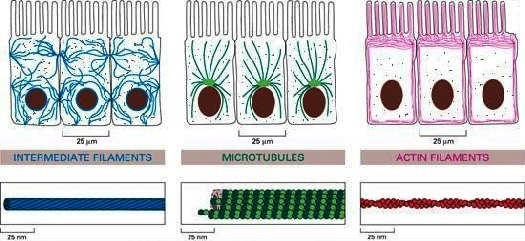 25 µm
25 µm
25 µm
INTERMEDIATE FILAMENTS
MICROTUBULES
ACTIN FILAMENTS
25 nm
25 nm
25 nm